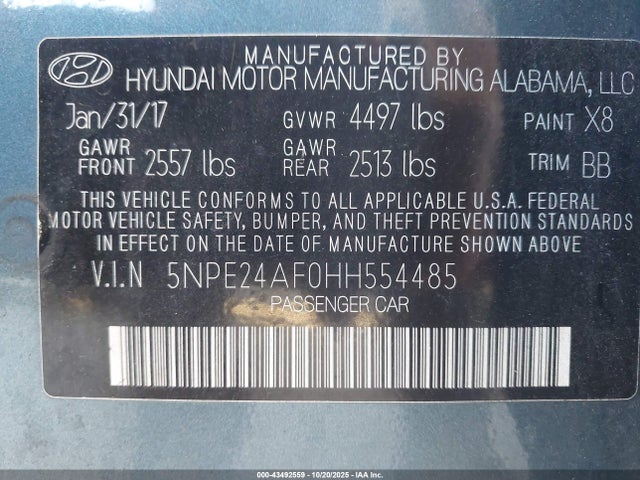 MANUFACTURED BY
HYUNDAI MOTOR MANUFACTURING ALABAMA, LLC
Jan/31/17 GVWR 4497 lbs PAINT X8
GAWR FRONT 2557 lbs GAWR REAR 2513 lbs TRIM BB
THIS VEHICLE CONFORMS TO ALL APPLICABLE U.S.A. FEDERAL
MOTOR VEHICLE SAFETY, BUMPER, AND THEFT PREVENTION STANDARDS
IN EFFECT ON THE DATE OF MANUFACTURE SHOWN ABOVE
V.I.N 5NPE24AF0HH554485
PASSENGER CAR
000-43492559 - 10/20/2025 - IAA Inc.